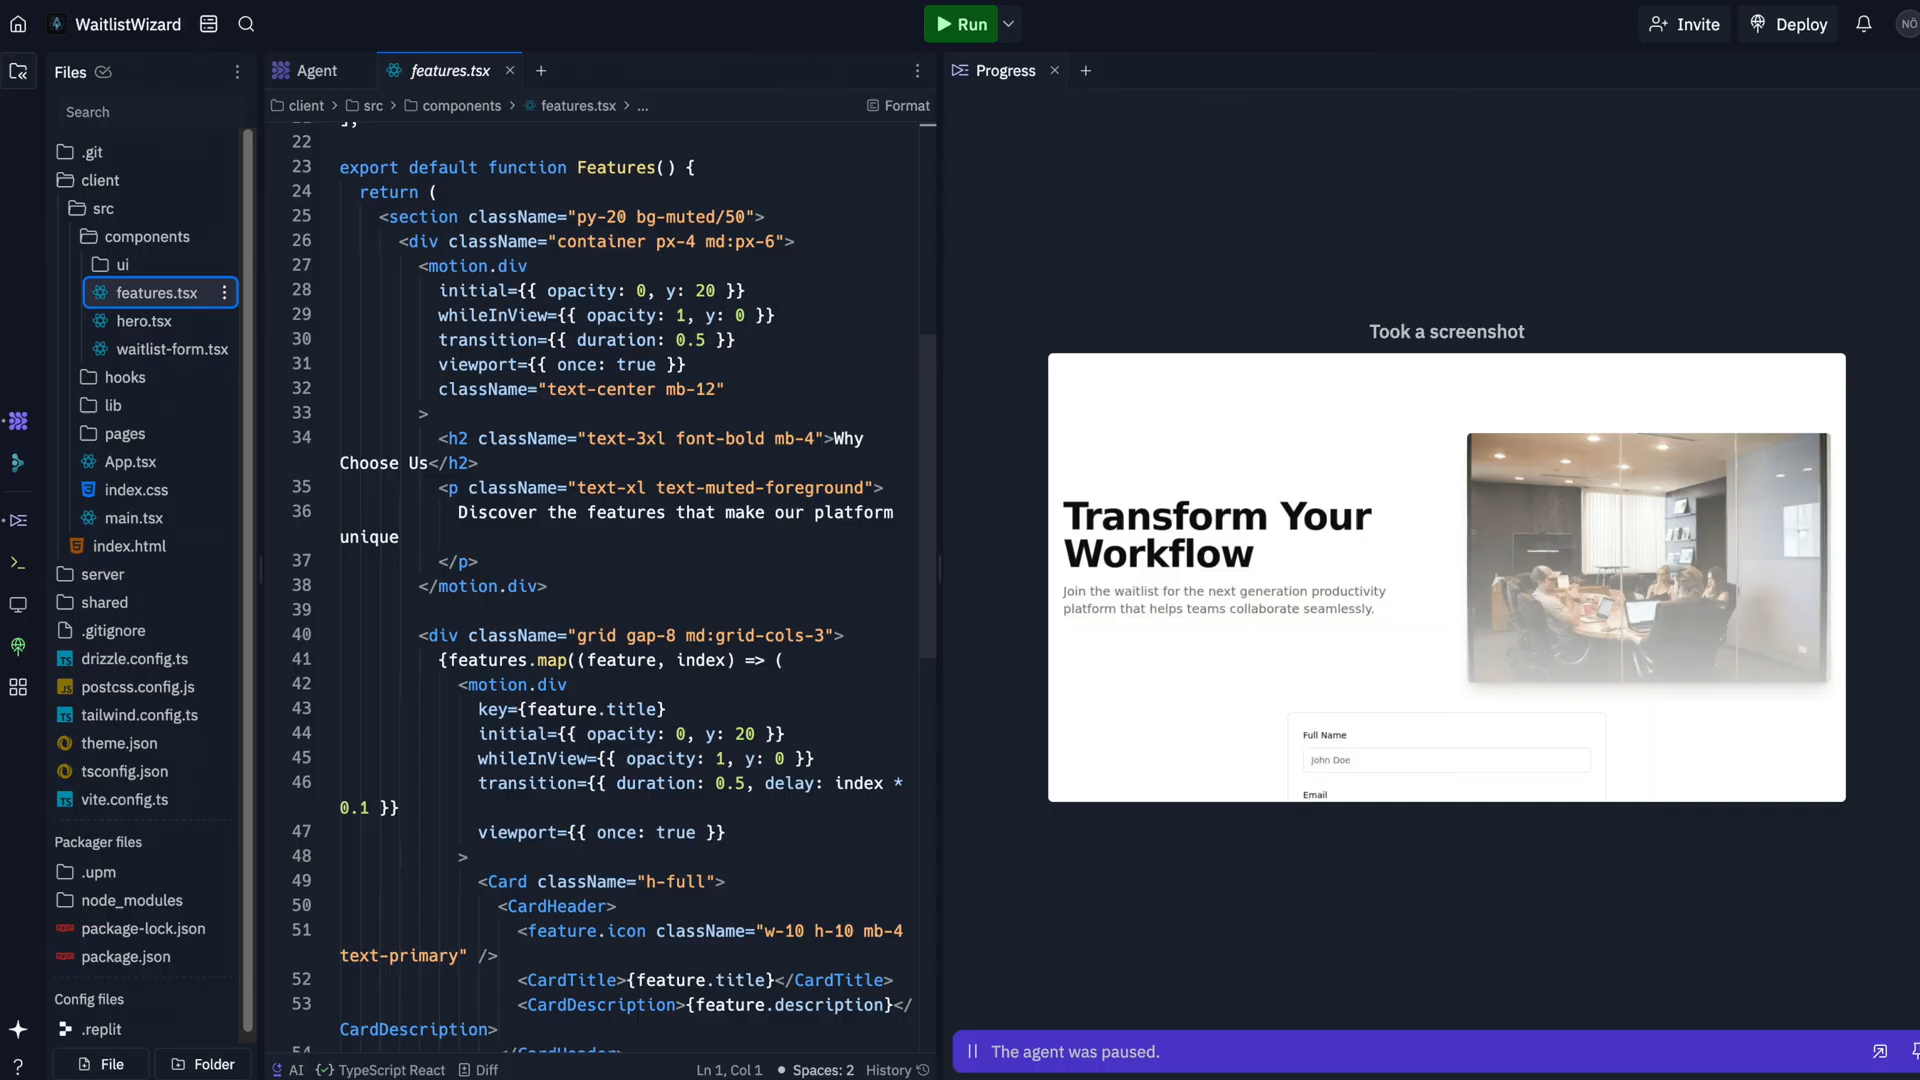 WaitlistWizard
Run
Invite
Deploy
NÖ
Files
Agent
features.tsx
Progress
Search
client
src
components
features.tsx
...
Format
.git
client
src
components
ui
features.tsx
hero.tsx
waitlist-form.tsx
hooks
lib
pages
App.tsx
index.css
main.tsx
index.html
server
shared
.gitignore
drizzle.config.ts
postcss.config.js
tailwind.config.ts
theme.json
tsconfig.json
vite.config.ts
Packager files
.upm
node_modules
package-lock.json
package.json
Config files
.replit
File
Folder
22
23 export default function Features() {
24 return (
25 <section className="py-20 bg-muted/50">
26 <div className="container px-4 md:px-6">
27 <motion.div
28 initial={{ opacity: 0, y: 20 }}
29 whileInView={{ opacity: 1, y: 0 }}
30 transition={{ duration: 0.5 }}
31 viewport={{ once: true }}
32 className="text-center mb-12"
33 >
34 <h2 className="text-3xl font-bold mb-4">Why
Choose Us</h2>
35 <p className="text-xl text-muted-foreground">
36 Discover the features that make our platform
unique
37 </p>
38 </motion.div>
39
40 <div className="grid gap-8 md:grid-cols-3">
41 {features.map((feature, index) => (
42 <motion.div
43 key={feature.title}
44 initial={{ opacity: 0, y: 20 }}
45 whileInView={{ opacity: 1, y: 0 }}
46 transition={{ duration: 0.5, delay: index *
0.1 }}
47 viewport={{ once: true }}
48 >
49 <Card className="h-full">
50 <CardHeader>
51 <feature.icon className="w-10 h-10 mb-4
text-primary" />
52 <CardTitle>{feature.title}</CardTitle>
53 <CardDescription>{feature.description}</
CardDescription>
AI
TypeScript React
Diff
Ln 1, Col 1
Spaces: 2
History
Took a screenshot
Transform Your
Workflow
Join the waitlist for the next generation productivity
platform that helps teams collaborate seamlessly.
Full Name
John Doe
Email
The agent was paused.